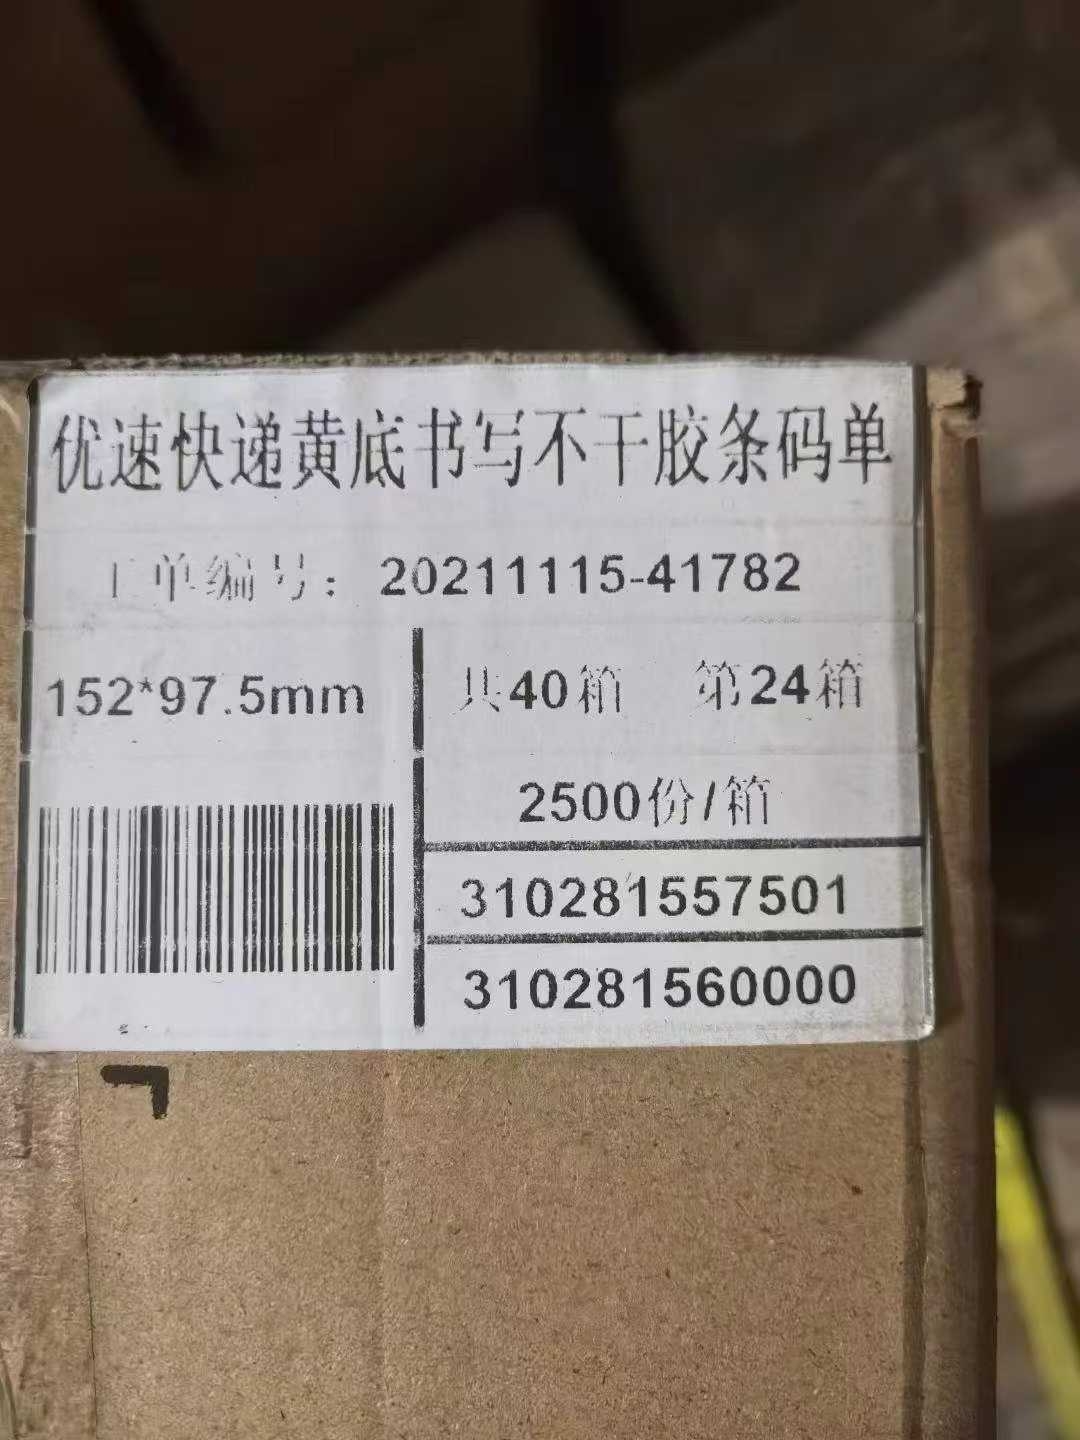 优速快递黄底书写不干胶条码单
工单编号：20211115-41782
152*97.5mm
共40箱 第24箱
2500份/箱
310281557501
310281560000